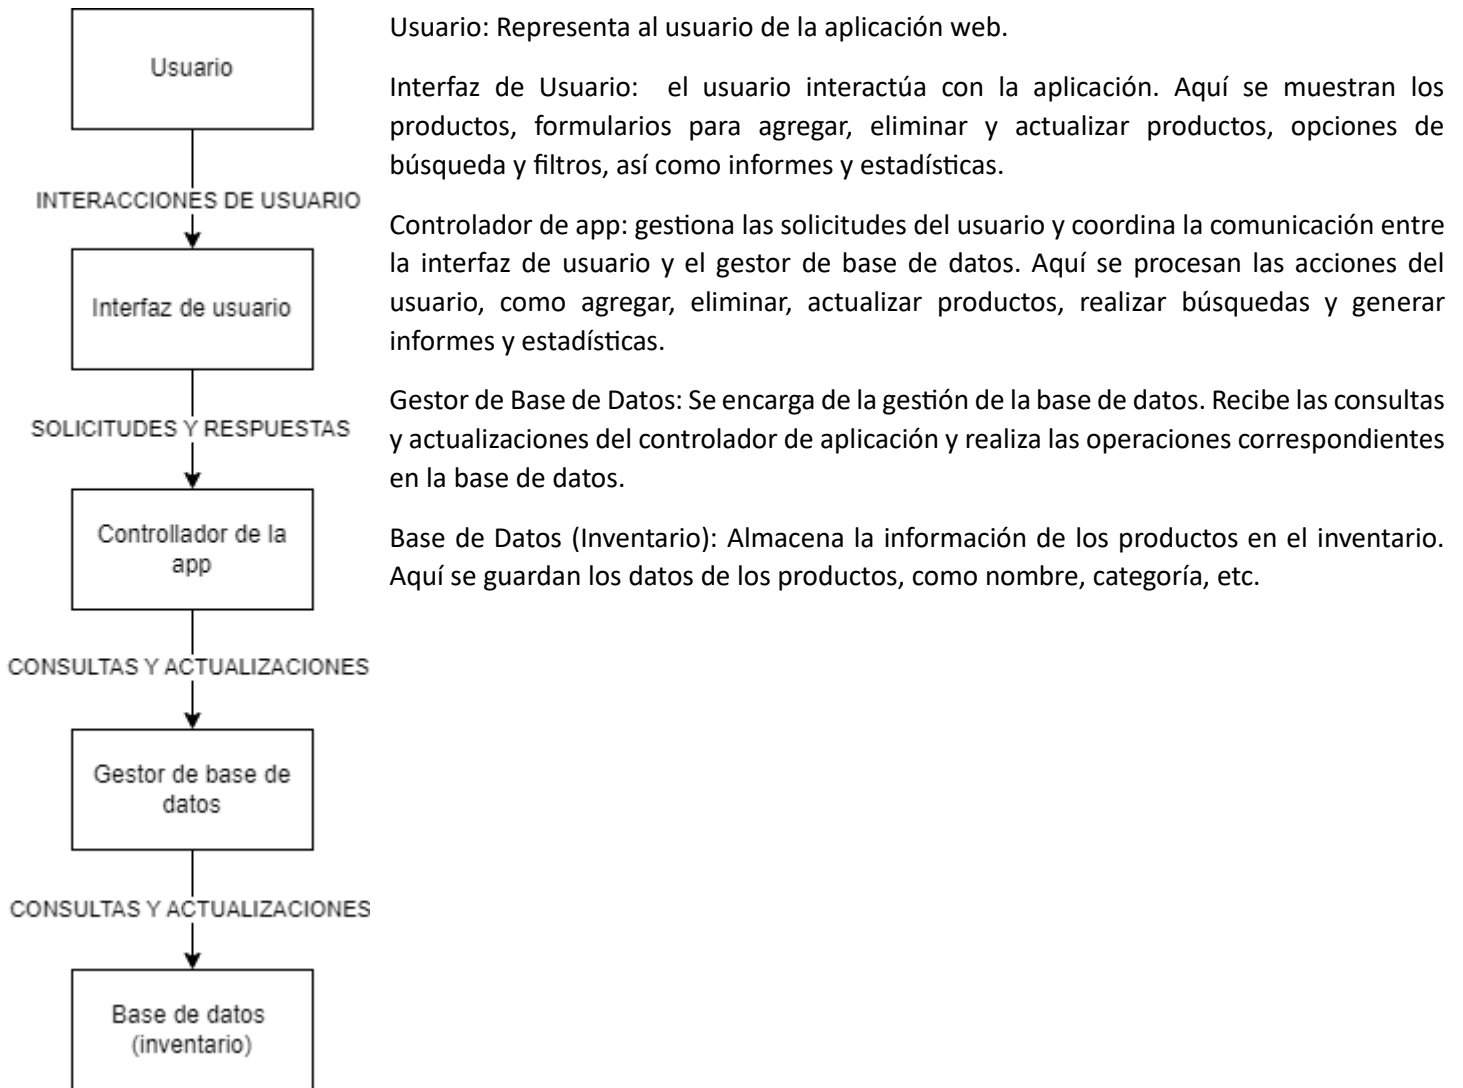 Usuario
INTERACCIONES DE USUARIO
Interfaz de usuario
SOLICITUDES Y RESPUESTAS
Controllador de la
app
CONSULTAS Y ACTUALIZACIONES
Gestor de base de
datos
CONSULTAS Y ACTUALIZACIONES
Base de datos
(inventario)
Usuario: Representa al usuario de la aplicación web.
Interfaz de Usuario: el usuario interactúa con la aplicación. Aquí se muestran los
productos, formularios para agregar, eliminar y actualizar productos, opciones de
búsqueda y filtros, así como informes y estadísticas.
Controlador de app: gestiona las solicitudes del usuario y coordina la comunicación entre
la interfaz de usuario y el gestor de base de datos. Aquí se procesan las acciones del
usuario, como agregar, eliminar, actualizar productos, realizar búsquedas y generar
informes y estadísticas.
Gestor de Base de Datos: Se encarga de la gestión de la base de datos. Recibe las consultas
y actualizaciones del controlador de aplicación y realiza las operaciones correspondientes
en la base de datos.
Base de Datos (Inventario): Almacena la información de los productos en el inventario.
Aquí se guardan los datos de los productos, como nombre, categoría, etc.